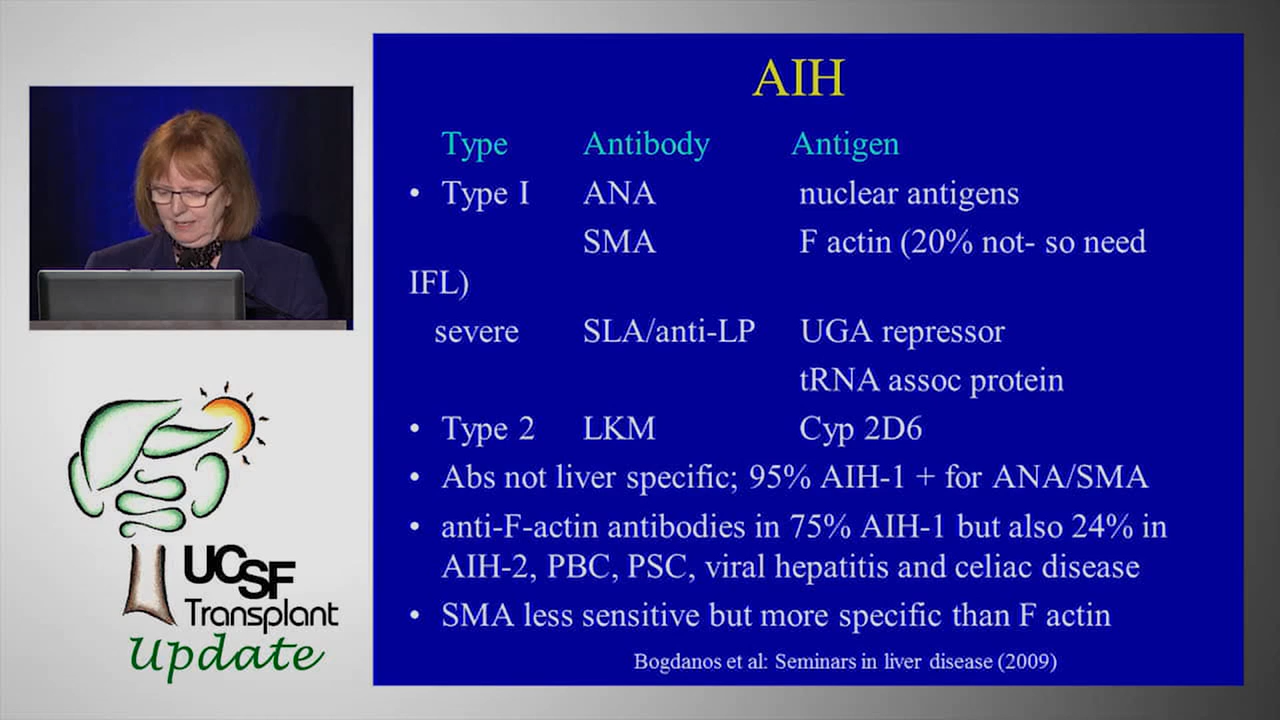 AIH
Type Antibody Antigen
• Type I ANA nuclear antigens
SMA F actin (20% not- so need
IFL)
severe SLA/anti-LP UGA repressor
tRNA assoc protein
• Type 2 LKM Cyp 2D6
• Abs not liver specific; 95% AIH-1 + for ANA/SMA
• anti-F-actin antibodies in 75% AIH-1 but also 24% in
AIH-2, PBC, PSC, viral hepatitis and celiac disease
• SMA less sensitive but more specific than F actin
Bogdanos et al: Seminars in liver disease (2009)
UCSF
Transplant
Update